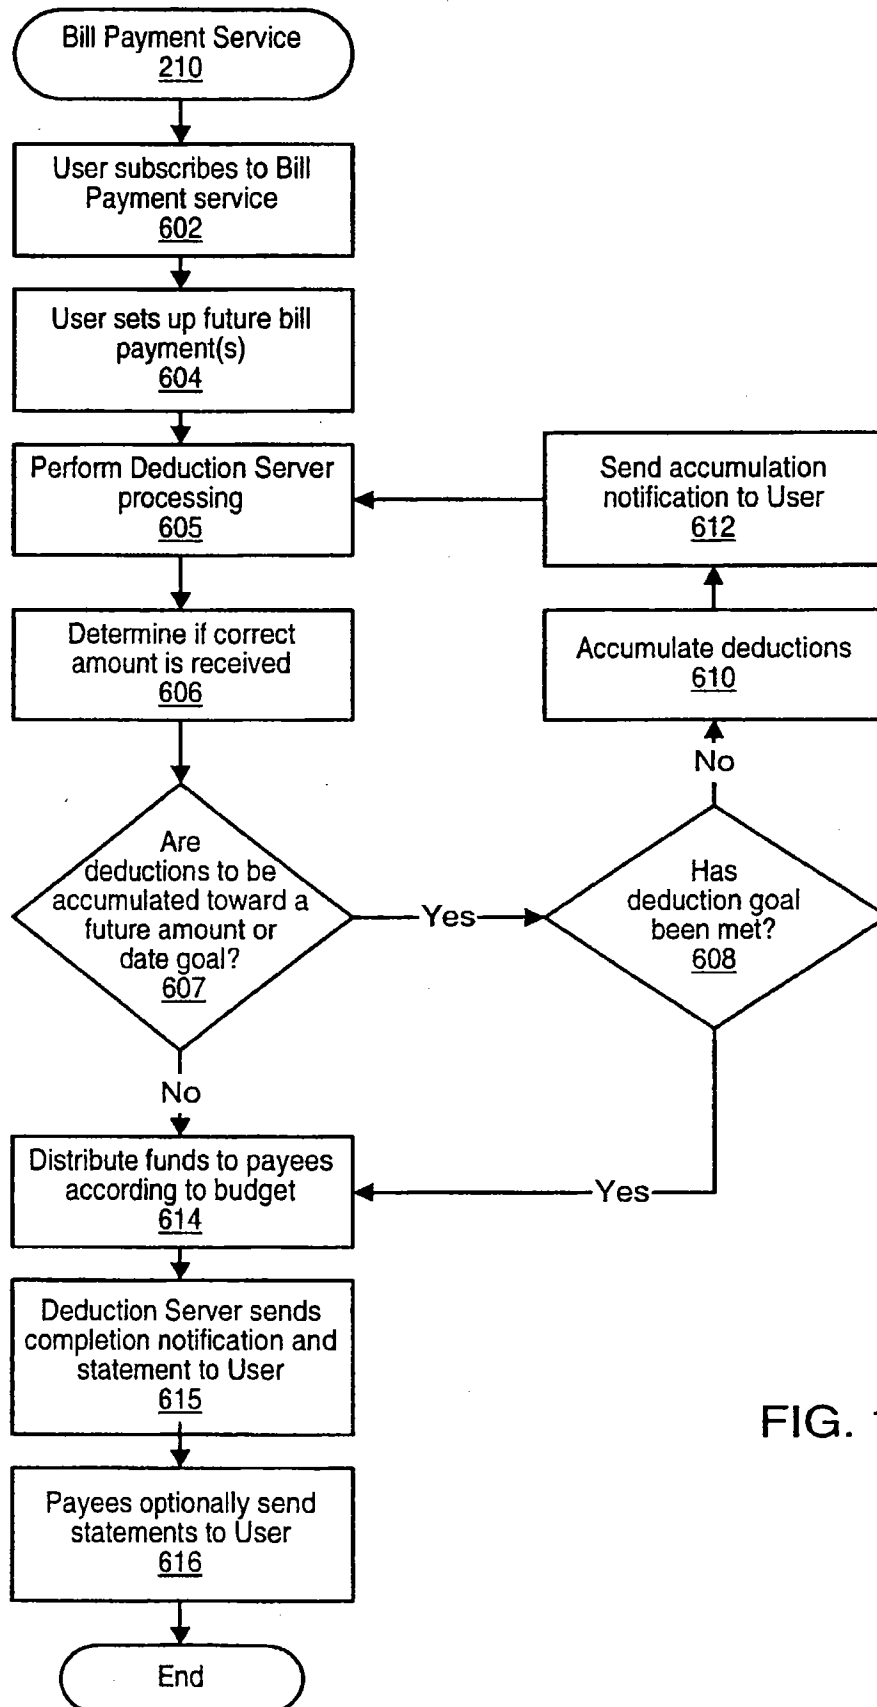 Bill Payment Service
210
User subscribes to Bill
Payment service
602
User sets up future bill
payment(s)
604
Perform Deduction Server
processing
605
Send accumulation
notification to User
612
Determine if correct
amount is received
606
Accumulate deductions
610
No
Are
deductions to be
accumulated toward a
future amount or
date goal?
607
Yes
Has
deduction goal
been met?
608
No
Distribute funds to payees
according to budget
614
Yes
Deduction Server sends
completion notification and
statement to User
615
FIG.
Payees optionally send
statements to User
616
End